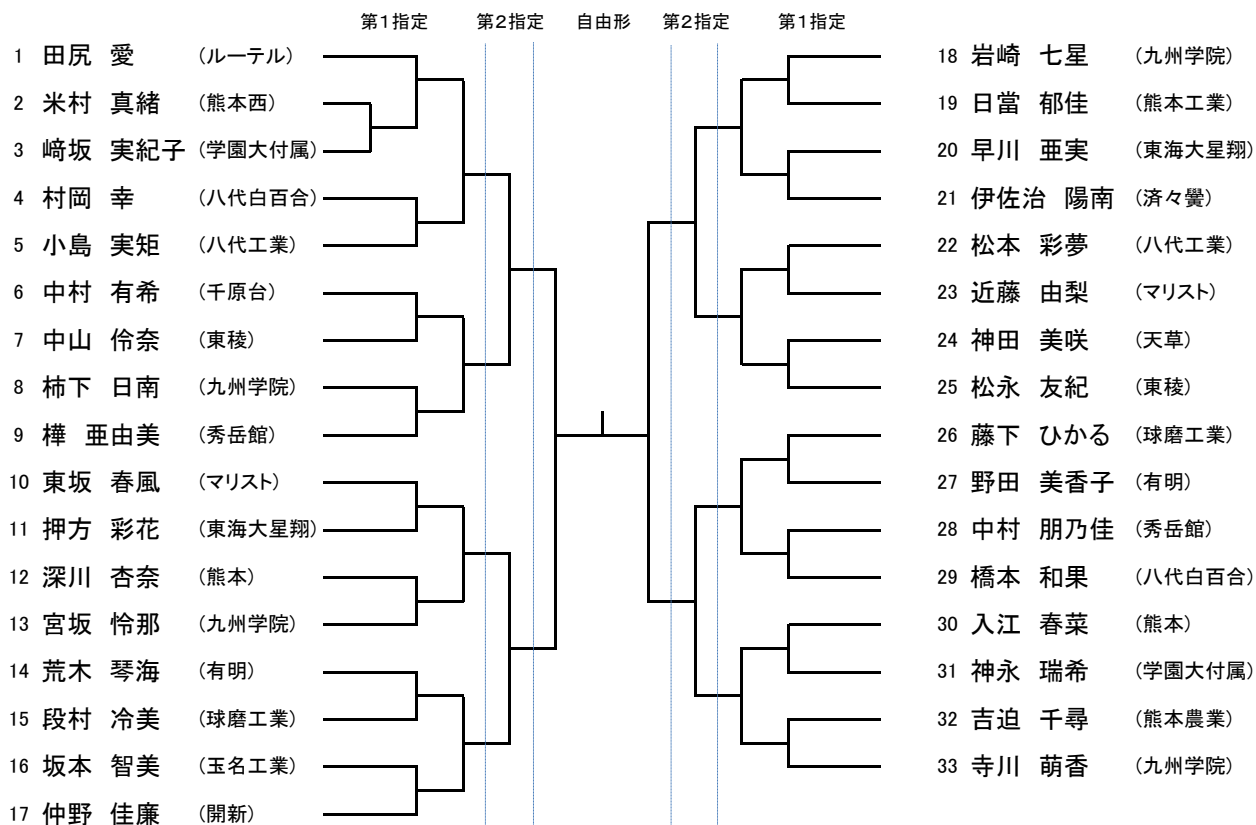 第1指定 第2指定 自由形 第2指定 第1指定
1 田尻 愛 (ルーテル)
2 米村 真緒 (熊本西)
3 﨑坂 実紀子 (学園大付属)
4 村岡 幸 (八代白百合)
5 小島 実矩 (八代工業)
6 中村 有希 (千原台)
7 中山 伶奈 (東稜)
8 柿下 日南 (九州学院)
9 樺 亜由美 (秀岳館)
10 東坂 春風 (マリスト)
11 押方 彩花 (東海大星翔)
12 深川 杏奈 (熊本)
13 宮坂 怜那 (九州学院)
14 荒木 琴海 (有明)
15 段村 冷美 (球磨工業)
16 坂本 智美 (玉名工業)
17 仲野 佳廉 (開新)
18 岩崎 七星 (九州学院)
19 日當 郁佳 (熊本工業)
20 早川 亜実 (東海大星翔)
21 伊佐治 陽南 (済々黌)
22 松本 彩夢 (八代工業)
23 近藤 由梨 (マリスト)
24 神田 美咲 (天草)
25 松永 友紀 (東稜)
26 藤下 ひかる (球磨工業)
27 野田 美香子 (有明)
28 中村 朋乃佳 (秀岳館)
29 橋本 和果 (八代白百合)
30 入江 春菜 (熊本)
31 神永 瑞希 (学園大付属)
32 吉迫 千尋 (熊本農業)
33 寺川 萌香 (九州学院)